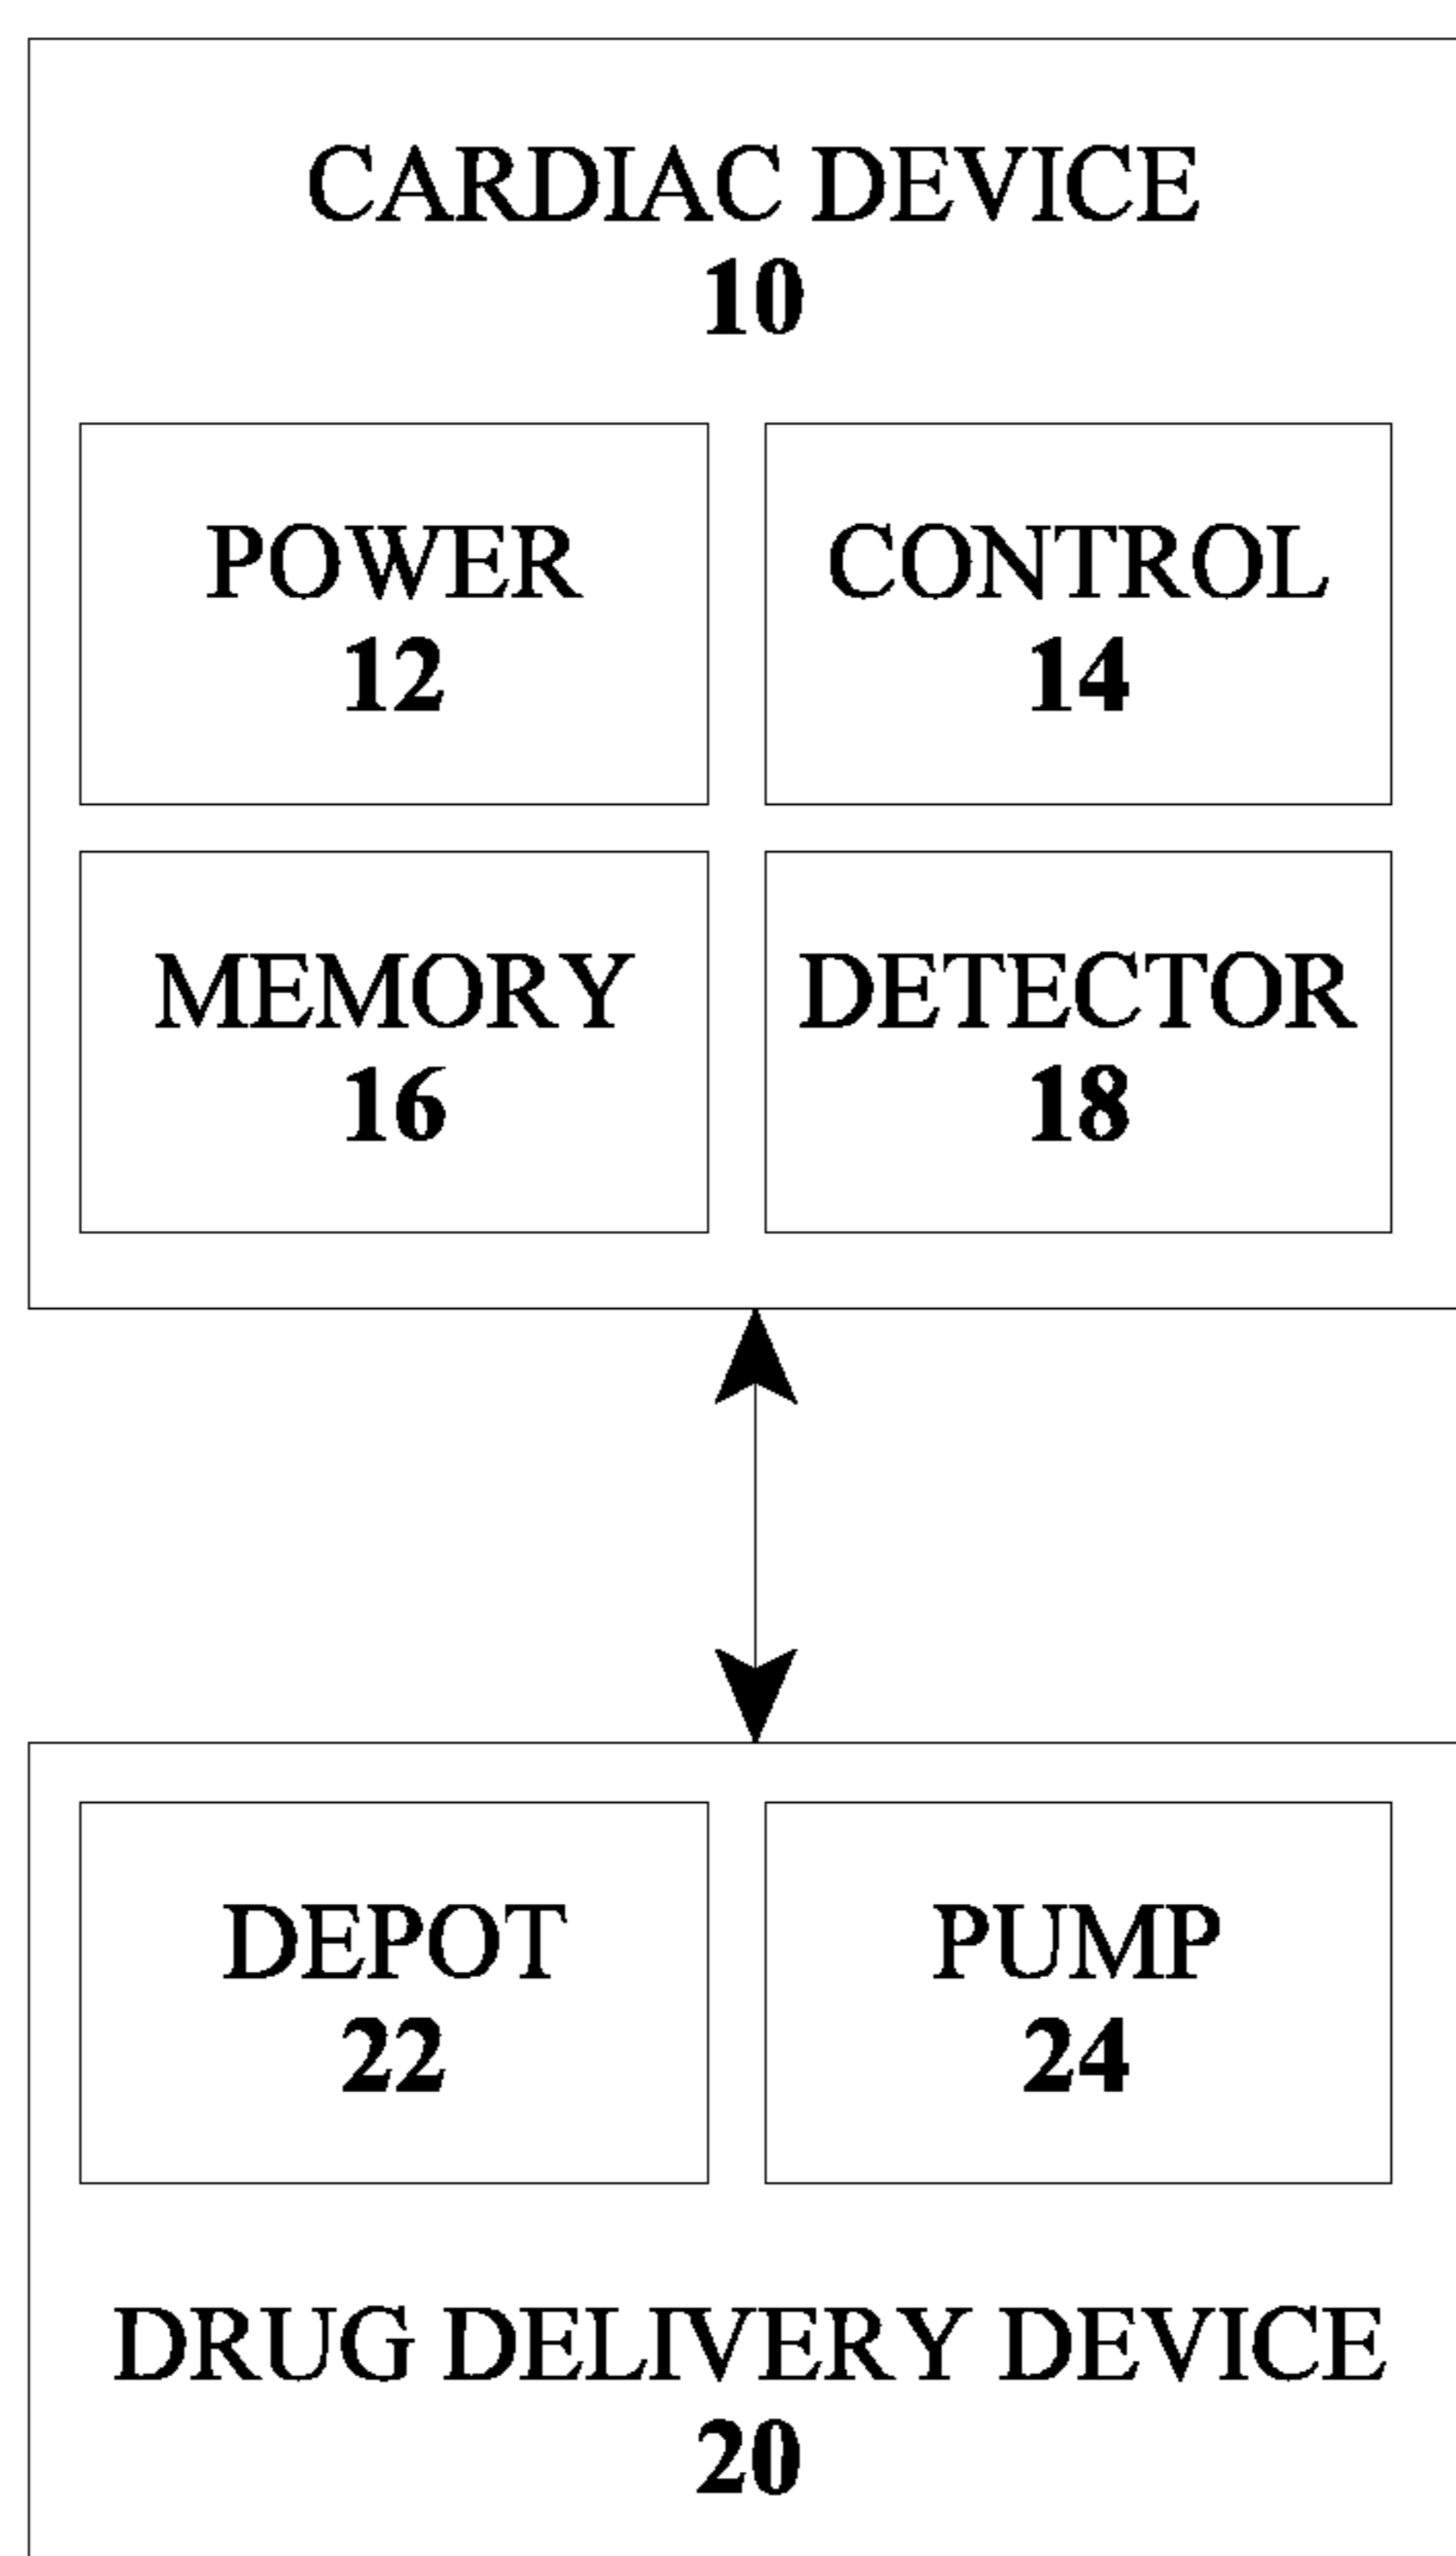 CARDIAC DEVICE
10
POWER
12
CONTROL
14
MEMORY
16
DETECTOR
18
DEPOT
22
PUMP
24
DRUG DELIVERY DEVICE
20